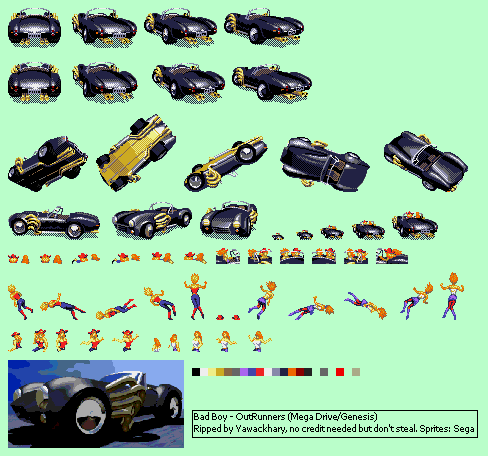 Bad Boy - OutRunners (Mega Drive/Genesis)
Ripped by Yawackhary, no credit needed but don't steal. Sprites: Sega